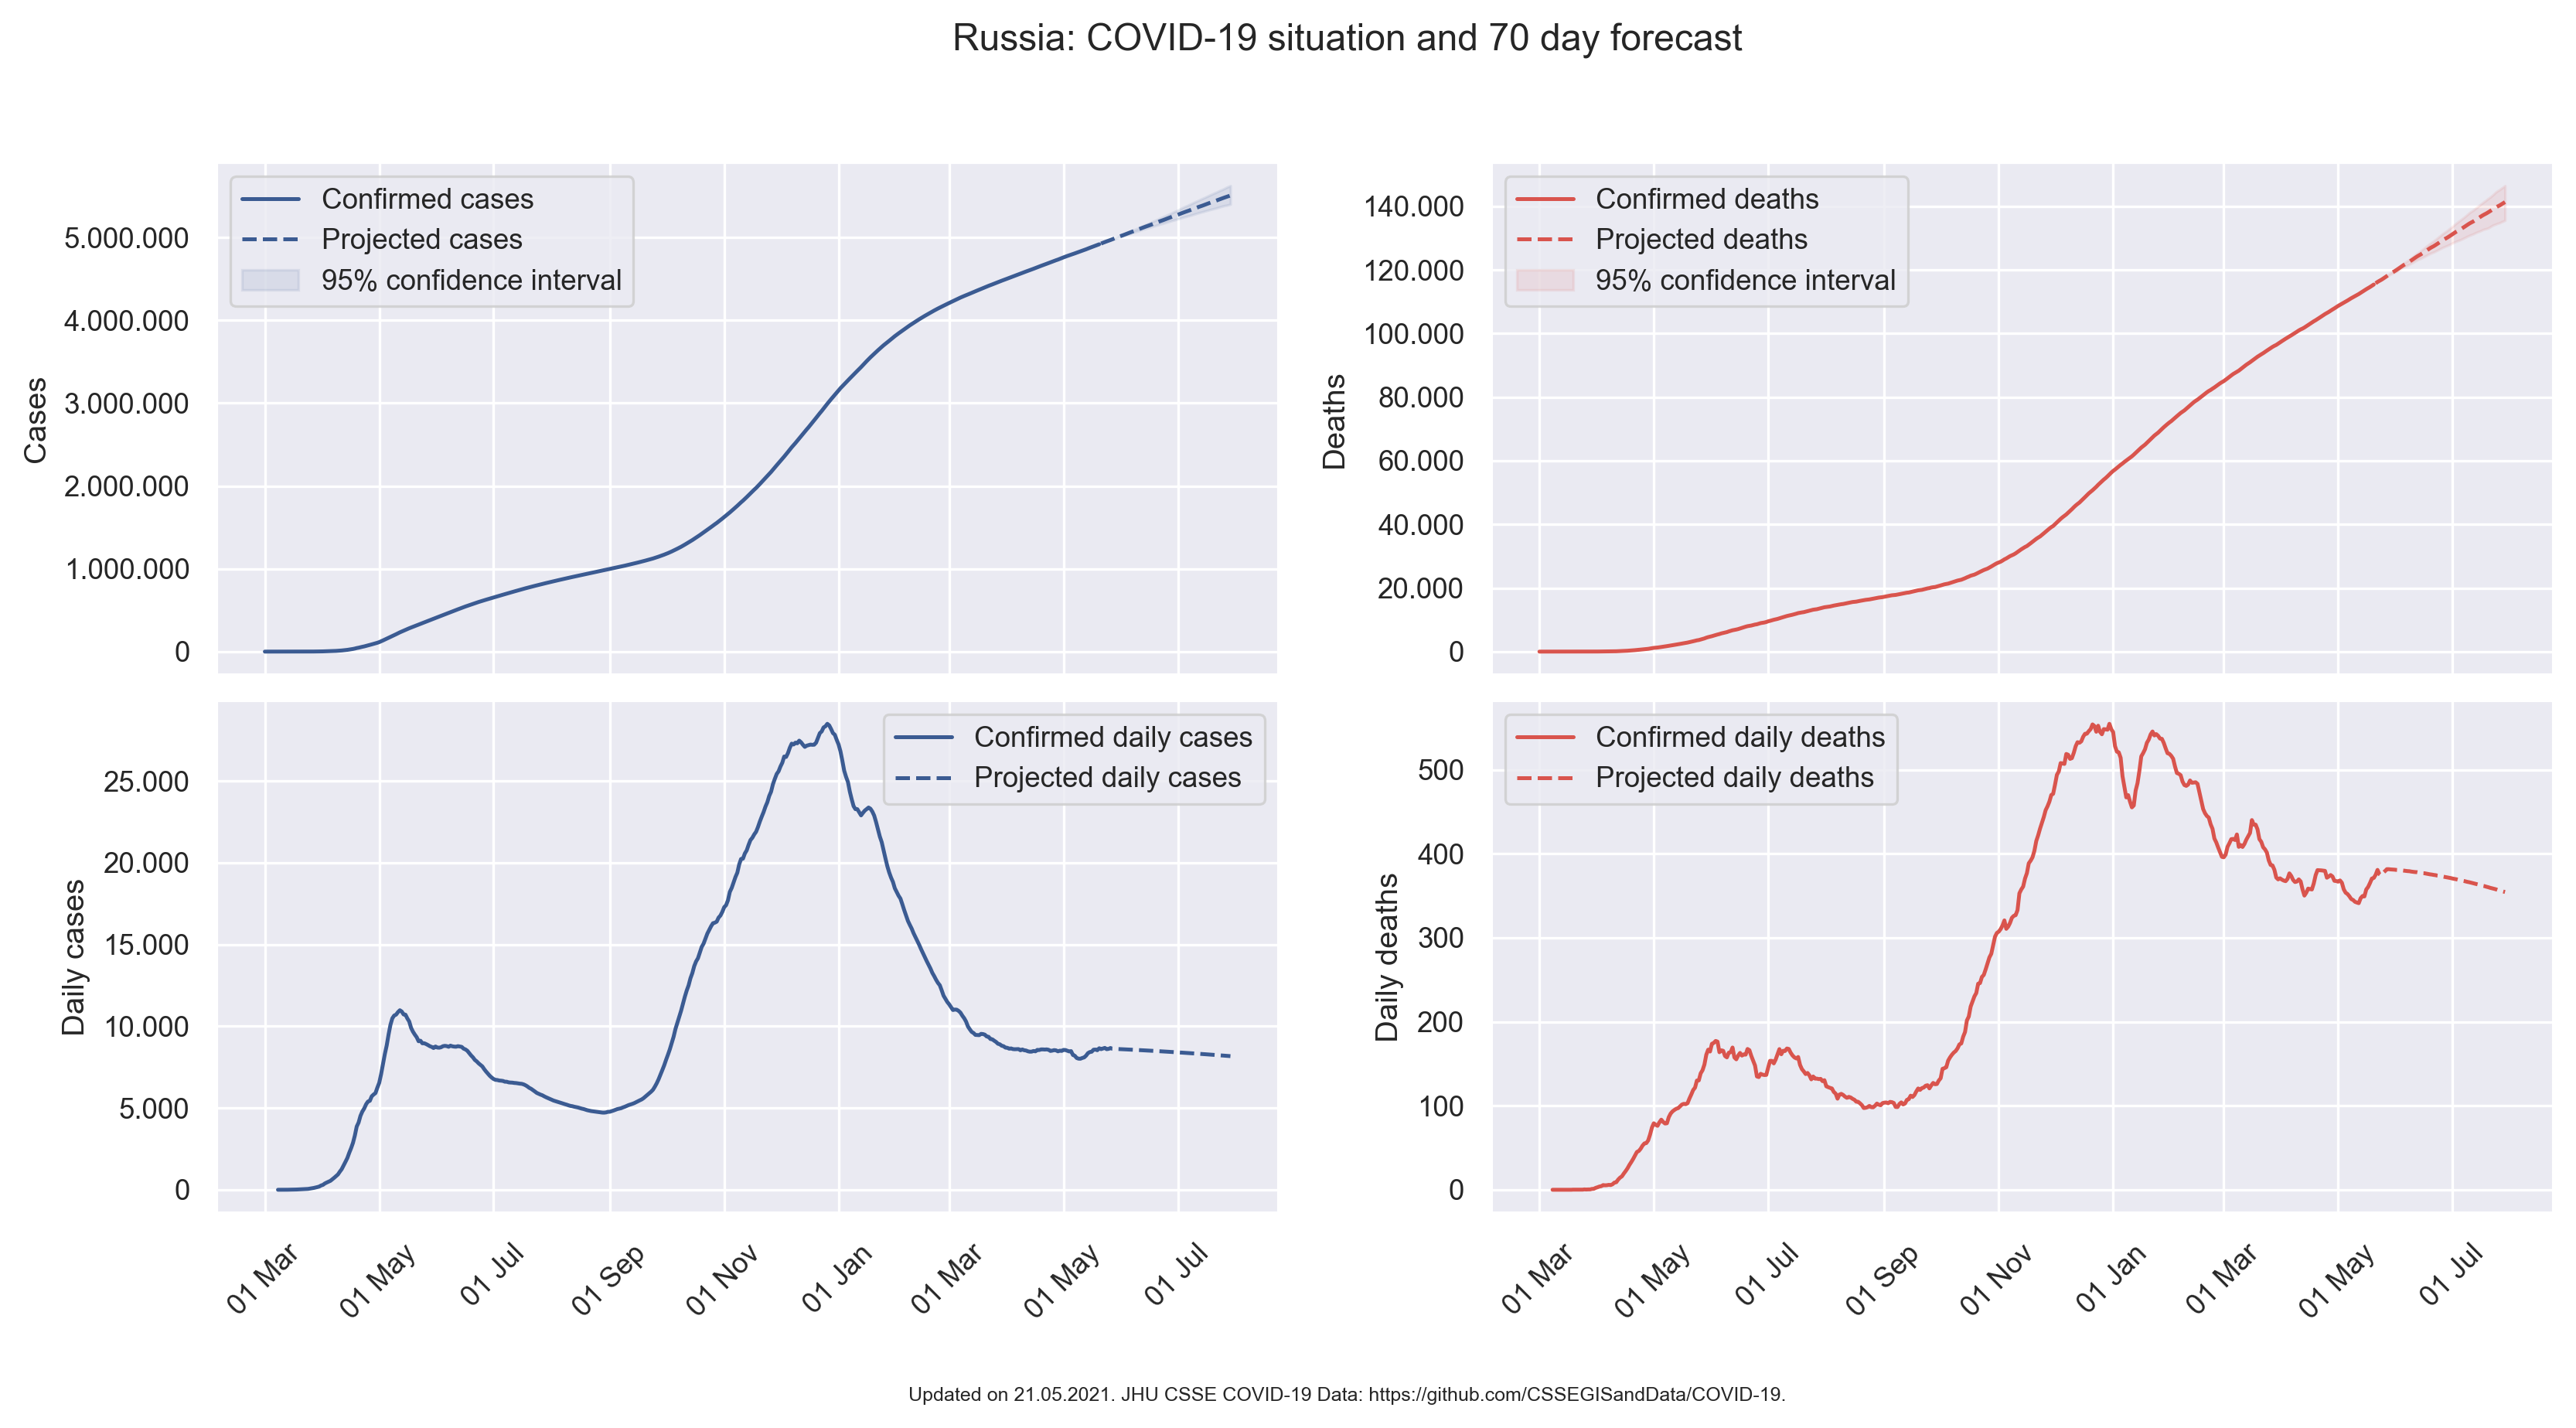 Russia: COVID-19 situation and 70 day forecast
Confirmed cases
Projected cases
95% confidence interval
5.000.000
4.000.000
3.000.000
2.000.000
1.000.000
0
Cases
Confirmed deaths
Projected deaths
95% confidence interval
140.000
120.000
100.000
80.000
60.000
40.000
20.000
0
Deaths
Confirmed daily cases
Projected daily cases
25.000
20.000
15.000
10.000
5.000
0
Daily cases
01 Mar
01 May
01 Jul
01 Sep
01 Nov
01 Jan
01 Mar
01 May
01 Jul
Confirmed daily deaths
Projected daily deaths
500
400
300
200
100
0
Daily deaths
01 Mar
01 May
01 Jul
01 Sep
01 Nov
01 Jan
01 Mar
01 May
01 Jul
Updated on 21.05.2021. JHU CSSE COVID-19 Data: https://github.com/CSSEGISandData/COVID-19.